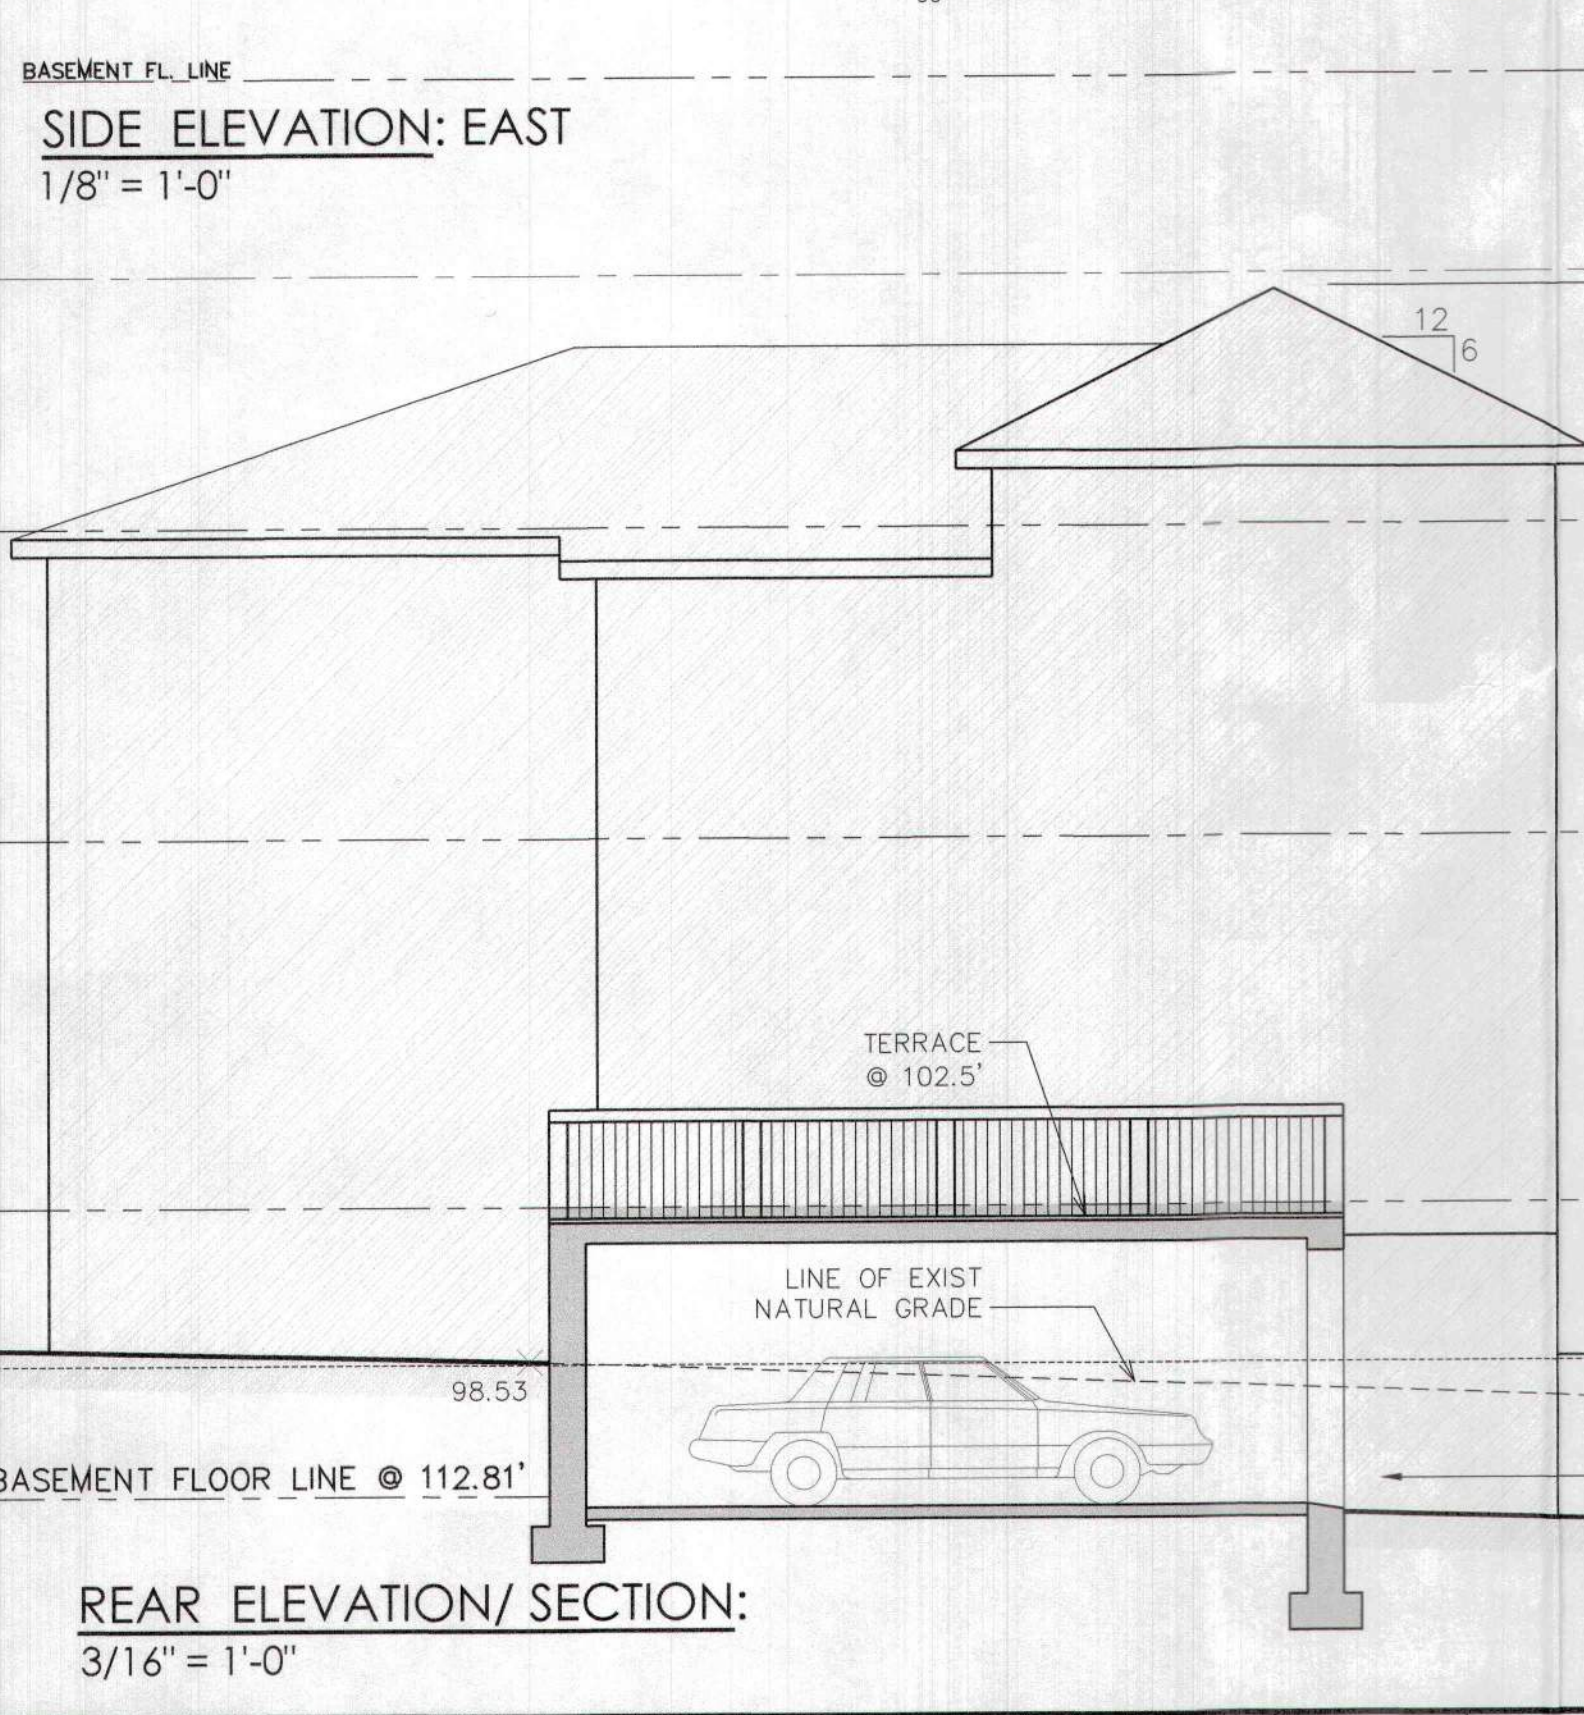 BASEMENT FL. LINE
SIDE ELEVATION: EAST
1/8" = 1'-0"
12
6
TERRACE
@ 102.5'
LINE OF EXIST
NATURAL GRADE
98.53
BASEMENT FLOOR LINE @ 112.81'
REAR ELEVATION/ SECTION:
3/16" = 1'-0"